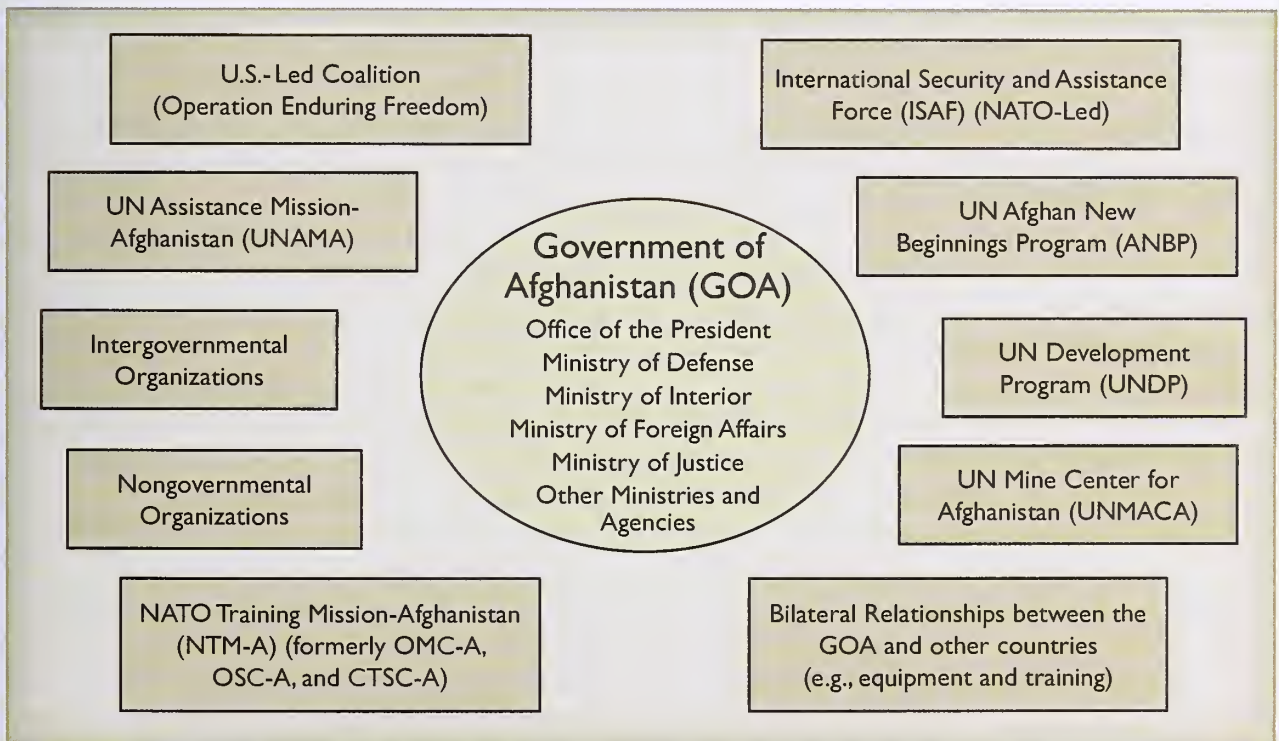 U.S.-Led Coalition
(Operation Enduring Freedom)
International Security and Assistance
Force (ISAF) (NATO-Led)
UN Assistance Mission-
Afghanistan (UNAMA)
UN Afghan New
Beginnings Program (ANBP)
Government of
Afghanistan (GOA)
Office of the President
Ministry of Defense
Ministry of Interior
Ministry of Foreign Affairs
Ministry of Justice
Other Ministries and
Agencies
Intergovernmental
Organizations
UN Development
Program (UNDP)
Nongovernmental
Organizations
UN Mine Center for
Afghanistan (UNMACA)
NATO Training Mission-Afghanistan
(NTM-A) (formerly OMC-A,
OSC-A, and CTSC-A)
Bilateral Relationships between the
GOA and other countries
(e.g., equipment and training)